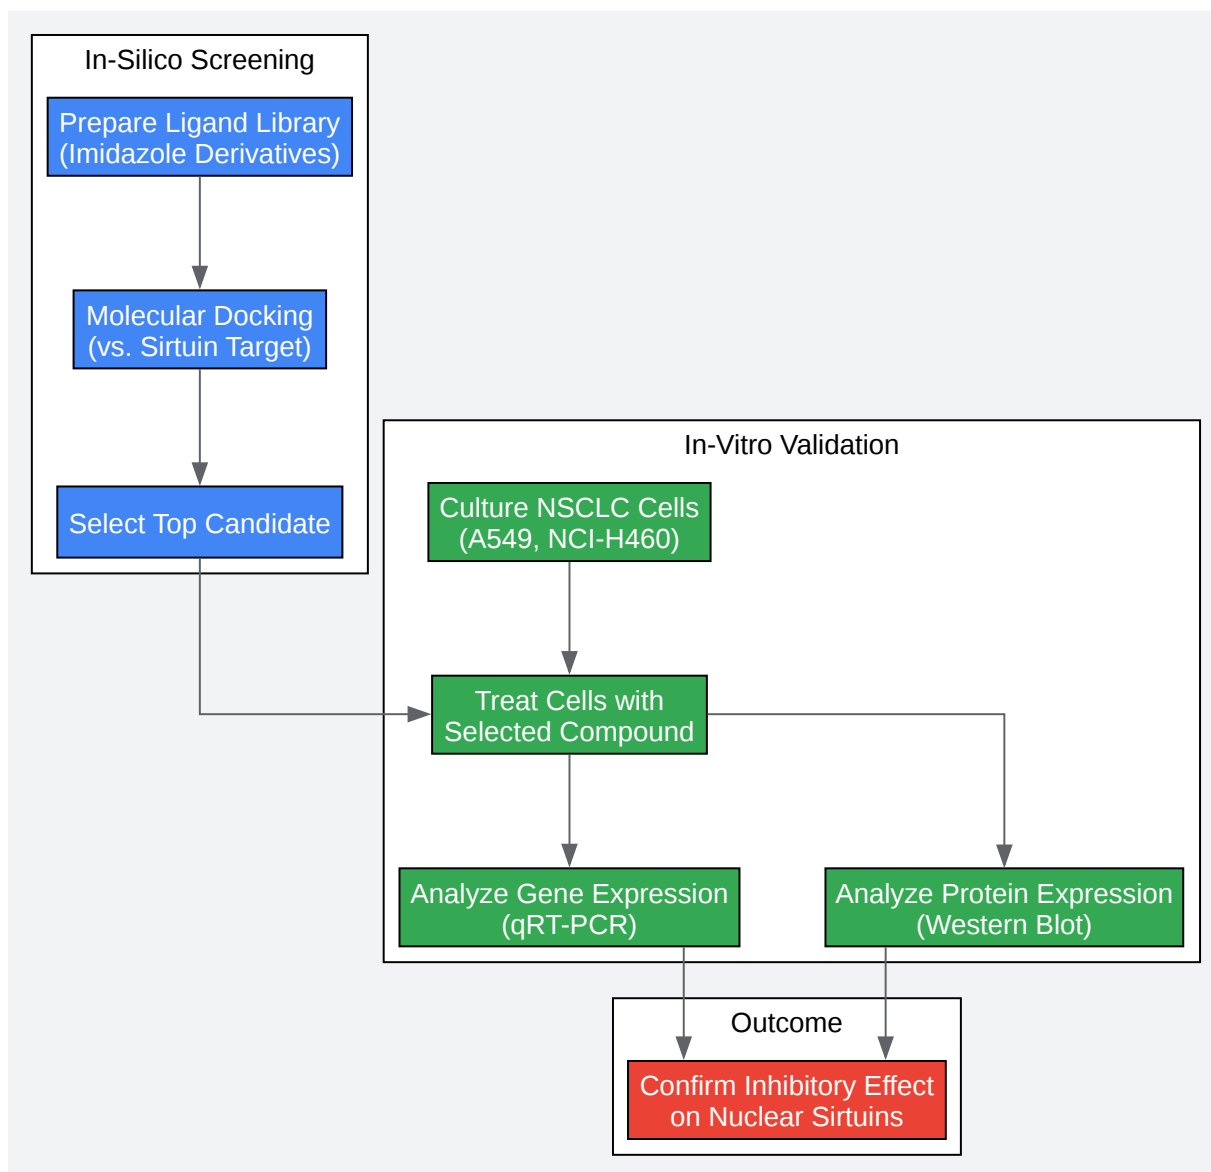 In-Silico Screening
Prepare Ligand Library
(Imidazole Derivatives)
Molecular Docking
(vs. Sirtuin Target)
Select Top Candidate
In-Vitro Validation
Culture NSCLC Cells
(A549, NCI-H460)
Treat Cells with
Selected Compound
Analyze Gene Expression
(qRT-PCR)
Analyze Protein Expression
(Western Blot)
Outcome
Confirm Inhibitory Effect
on Nuclear Sirtuins